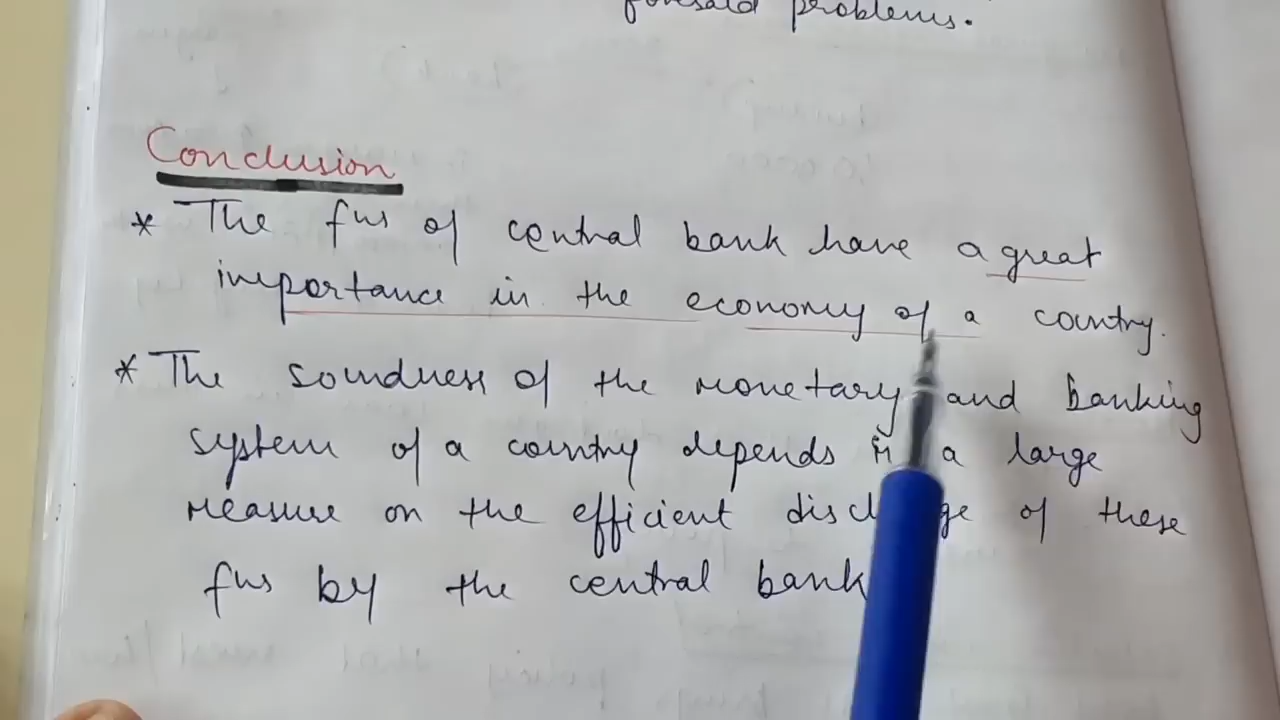 foresaid problems.
Conclusion
* The fns of central bank have a great
importance in the economy of a country.
* The soundness of the monetary and banking
system of a country depends in a large
measure on the efficient of these
fns by the central bank